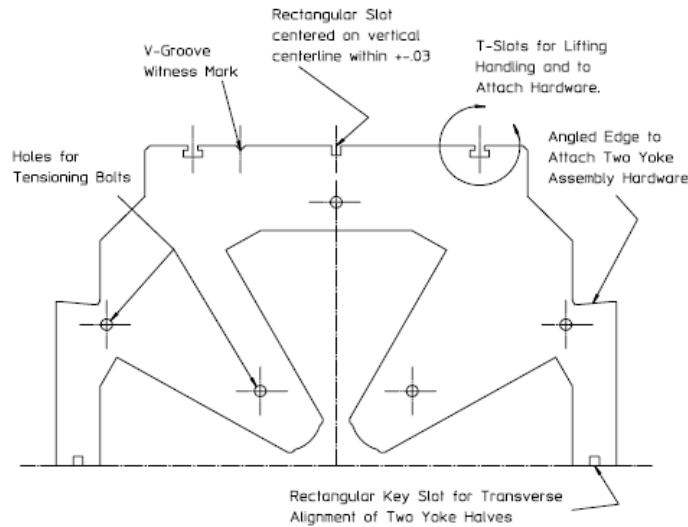 Rectangular Slot
centered on vertical
centerline within +-.03
V-Groove
Witness Mark
T-Slots for Lifting
Handling and to
Attach Hardware.
Holes for
Tensioning Bolts
Angled Edge to
Attach Two Yoke
Assembly Hardware
Rectangular Key Slot for Transverse
Alignment of Two Yoke Halves